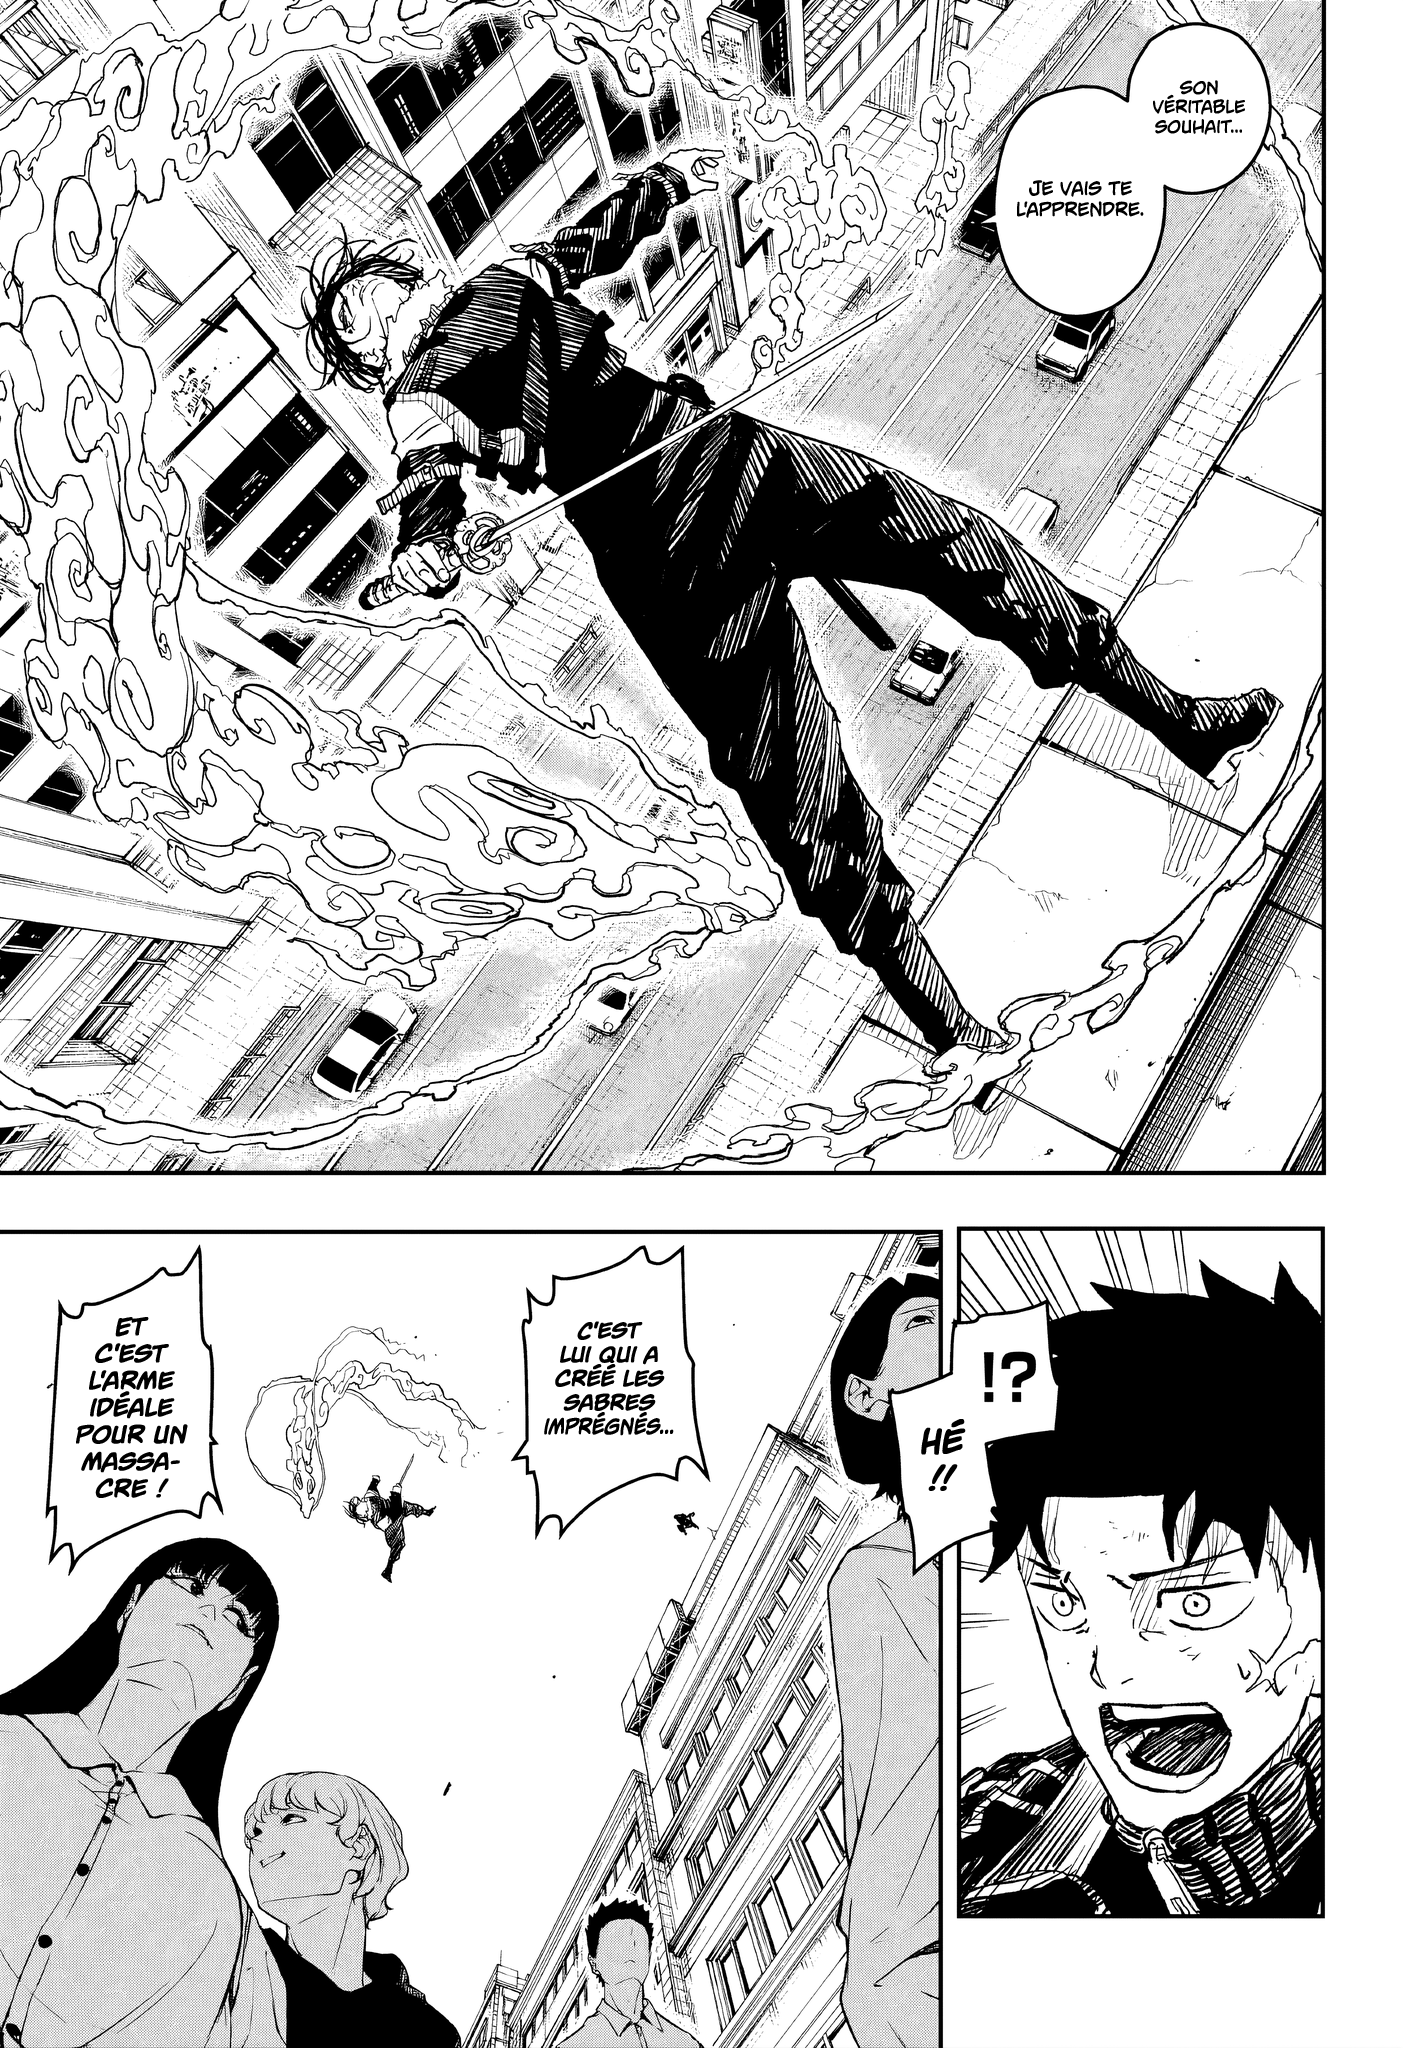 SON
VÉRITABLE
SOUHAIT...
JE VAIS TE
L'APPRENDRE.
!?
HÉ
!!
C'EST
LUI QUI A
CRÉÉ LES
SABRES
IMPRÉGNÉS...
ET
C'EST
L'ARME
IDÉALE
POUR UN
MASSA-
CRE !